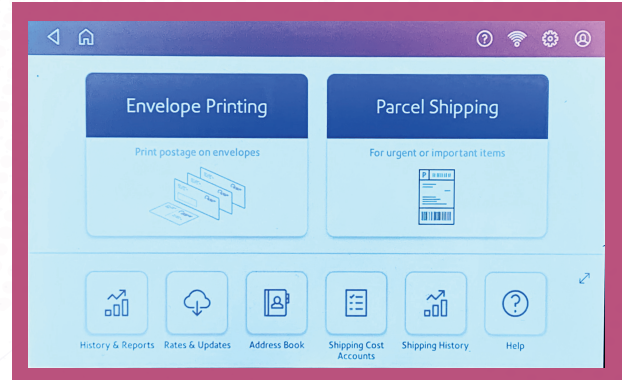 Envelope Printing
Print postage on envelopes
Parcel Shipping
For urgent or important items
P
History & Reports
Rates & Updates
Address Book
Shipping Cost
Accounts
Shipping History
Help